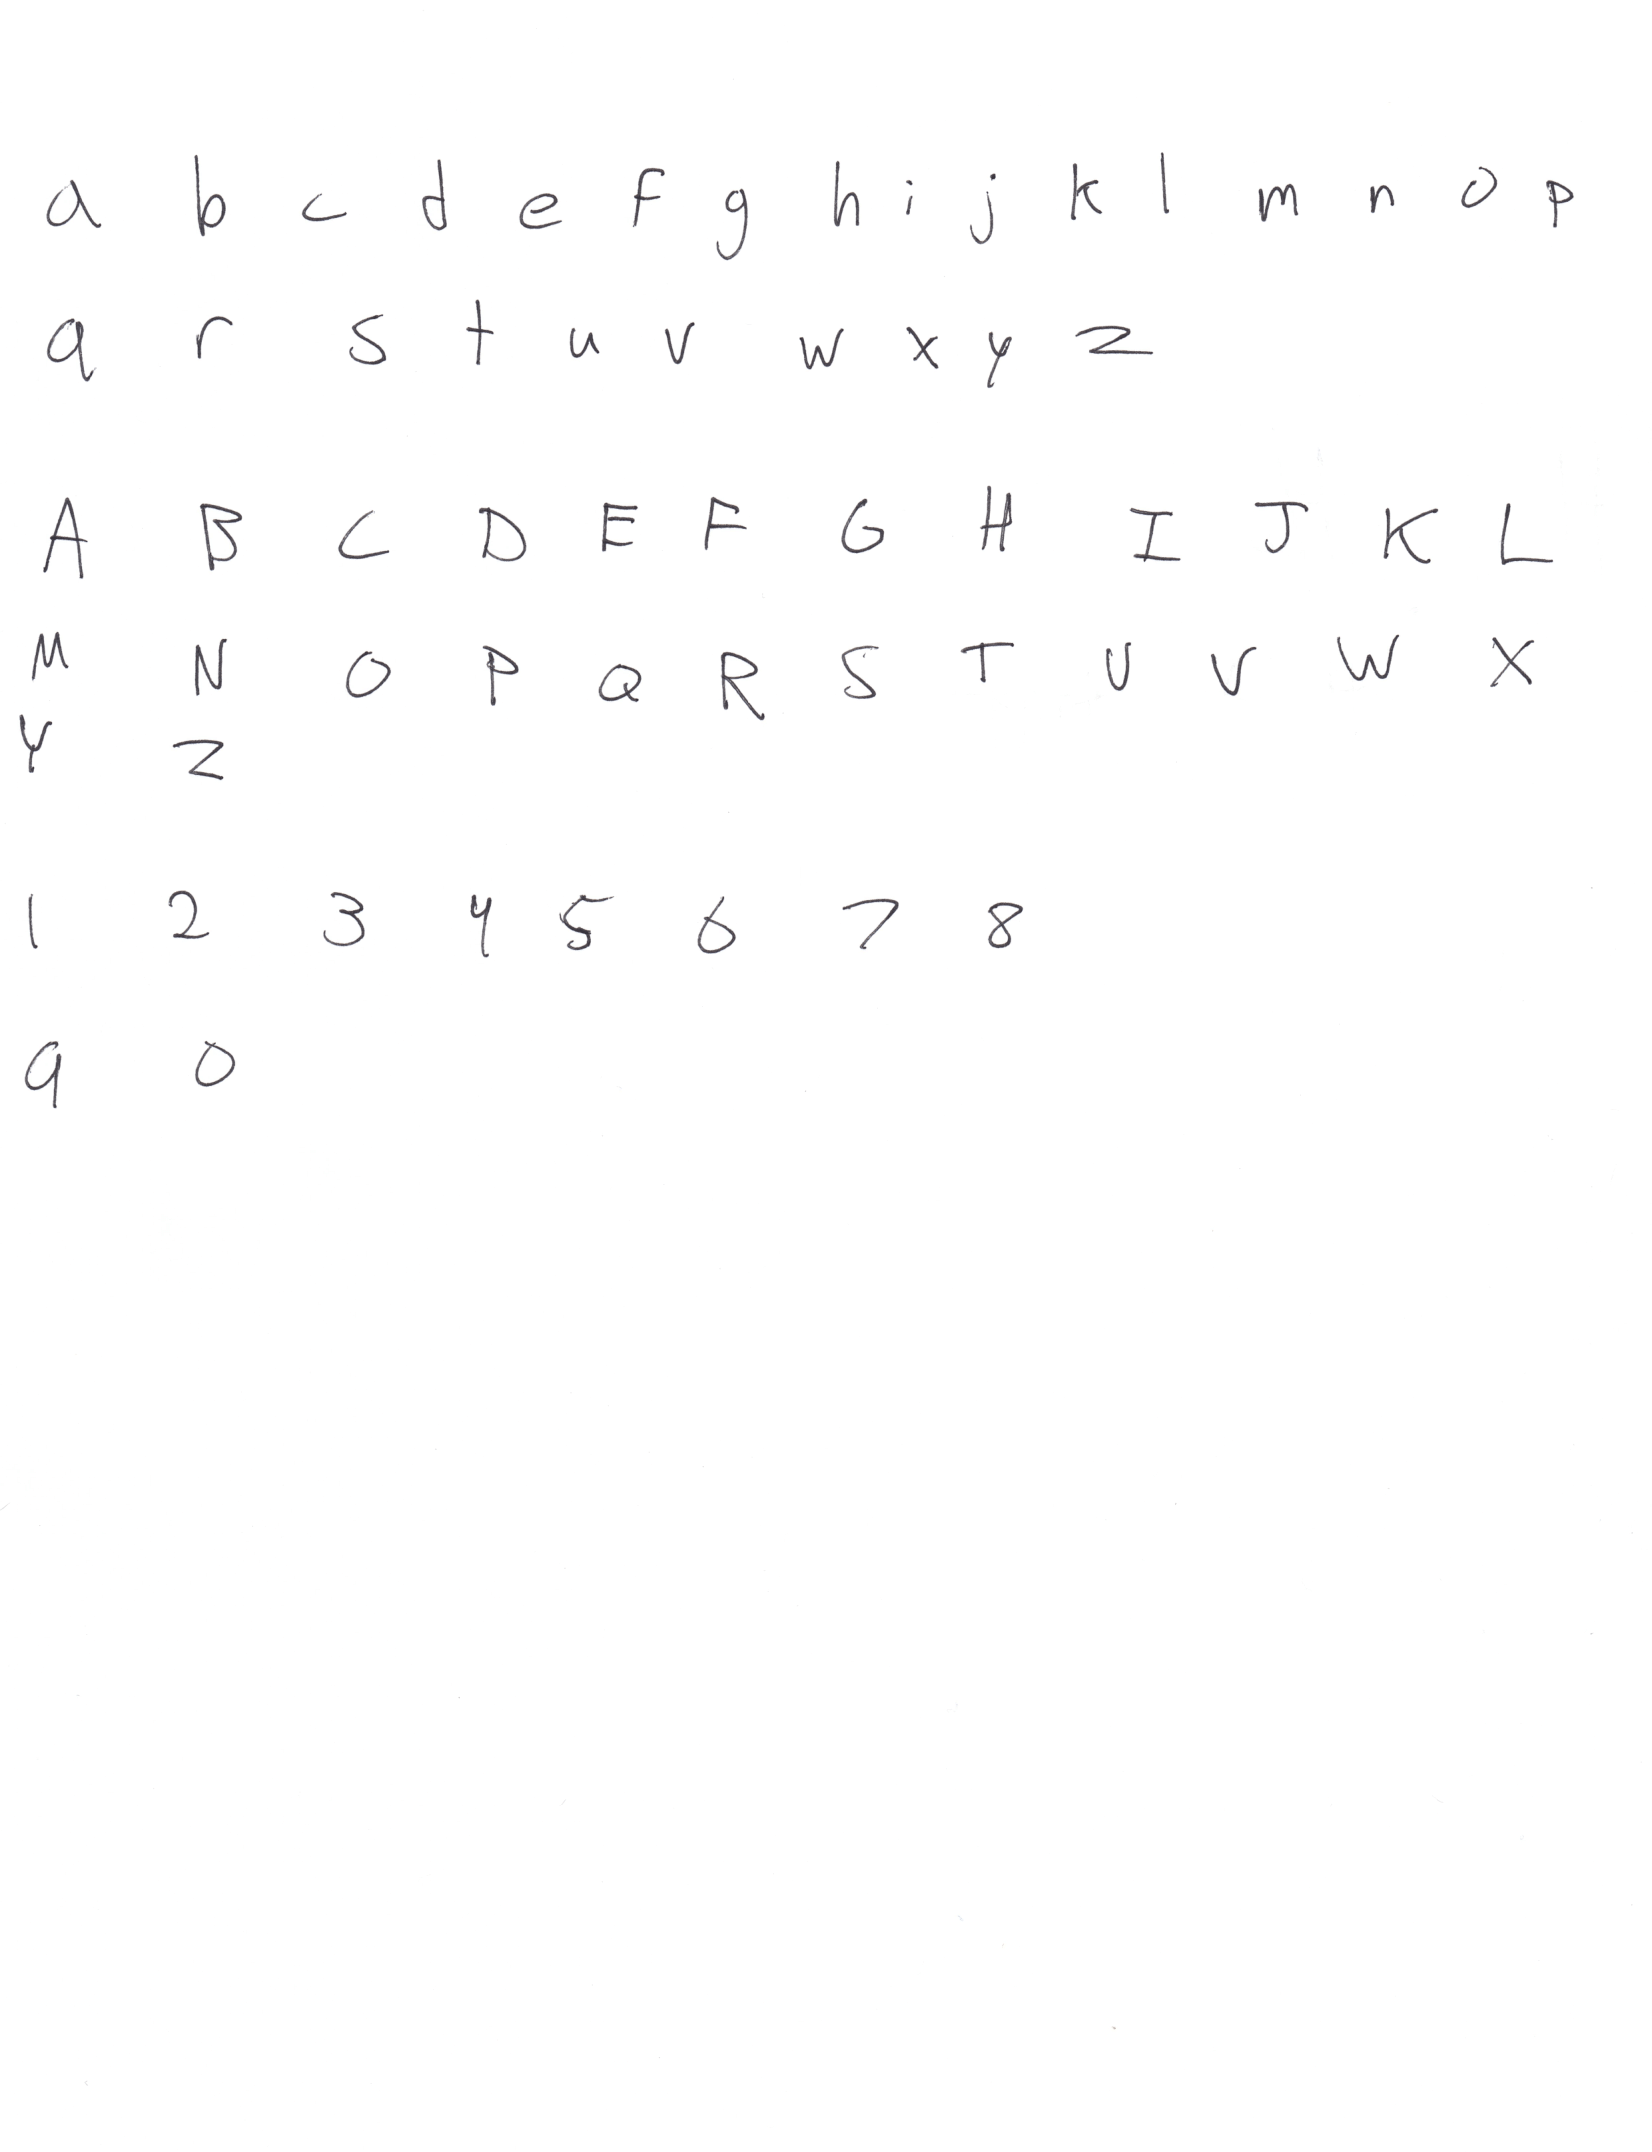 a b c d e f g h i j k l m n o p
q r s t u v w x y z
A B C D E F G H I J K L
M N O P Q R S T U V W X
Y Z
1 2 3 4 5 6 7 8
9 0